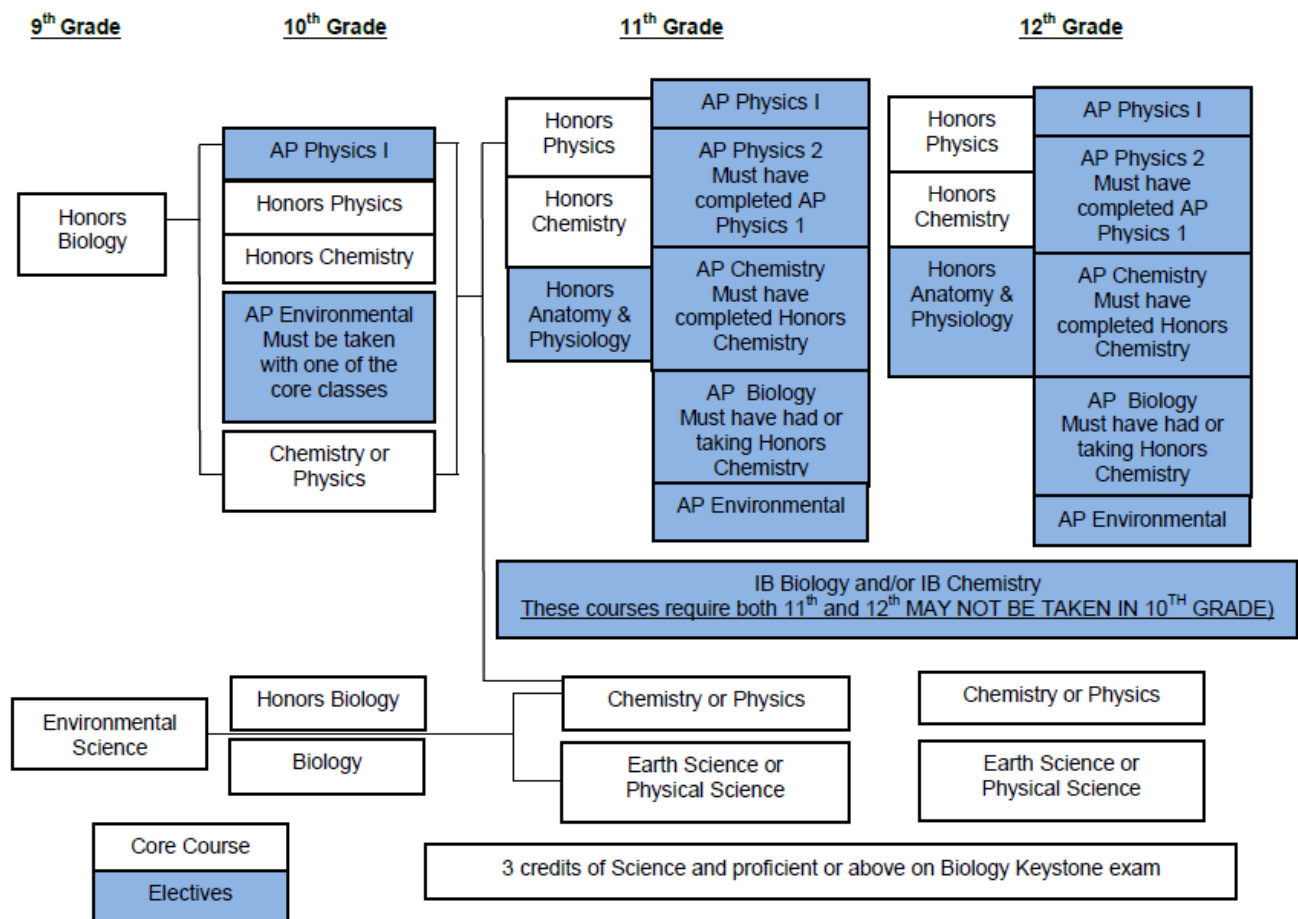 9th Grade
10th Grade
11th Grade
12th Grade
Honors
Biology
AP Physics I
Honors Physics
Honors Chemistry
AP Environmental
Must be taken
with one of the
core classes
Chemistry or
Physics
Honors
Physics
Honors
Chemistry
Honors
Anatomy &
Physiology
AP Physics I
AP Physics 2
Must have
completed AP
Physics 1
AP Chemistry
Must have
completed Honors
Chemistry
AP  Biology
Must have had or
taking Honors
Chemistry
AP Environmental
Honors
Physics
Honors
Chemistry
Honors
Anatomy &
Physiology
AP Physics I
AP Physics 2
Must have
completed AP
Physics 1
AP Chemistry
Must have
completed Honors
Chemistry
AP  Biology
Must have had or
taking Honors
Chemistry
AP Environmental
IB Biology and/or IB Chemistry
These courses require both 11th and 12th MAY NOT BE TAKEN IN 10TH GRADE)
Environmental
Science
Honors Biology
Biology
Chemistry or Physics
Earth Science or
Physical Science
Chemistry or Physics
Earth Science or
Physical Science
Core Course
Electives
3 credits of Science and proficient or above on Biology Keystone exam